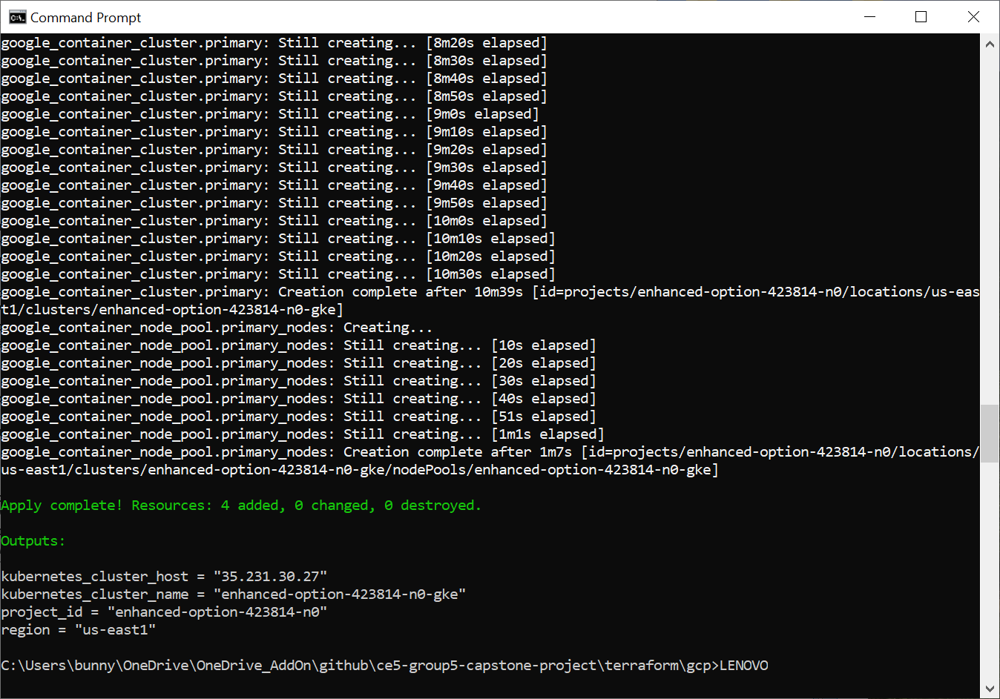 Command Prompt
google_container_cluster.primary: Still creating... [8m20s elapsed]
google_container_cluster.primary: Still creating... [8m30s elapsed]
google_container_cluster.primary: Still creating... [8m40s elapsed]
google_container_cluster.primary: Still creating... [8m50s elapsed]
google_container_cluster.primary: Still creating... [9m0s elapsed]
google_container_cluster.primary: Still creating... [9m10s elapsed]
google_container_cluster.primary: Still creating... [9m20s elapsed]
google_container_cluster.primary: Still creating... [9m30s elapsed]
google_container_cluster.primary: Still creating... [9m40s elapsed]
google_container_cluster.primary: Still creating... [9m50s elapsed]
google_container_cluster.primary: Still creating... [10m0s elapsed]
google_container_cluster.primary: Still creating... [10m10s elapsed]
google_container_cluster.primary: Still creating... [10m20s elapsed]
google_container_cluster.primary: Still creating... [10m30s elapsed]
google_container_cluster.primary: Creation complete after 10m39s [id=projects/enhanced-option-423814-n0/locations/us-eas
t1/clusters/enhanced-option-423814-n0-gke]
google_container_node_pool.primary_nodes: Creating...
google_container_node_pool.primary_nodes: Still creating... [10s elapsed]
google_container_node_pool.primary_nodes: Still creating... [20s elapsed]
google_container_node_pool.primary_nodes: Still creating... [30s elapsed]
google_container_node_pool.primary_nodes: Still creating... [40s elapsed]
google_container_node_pool.primary_nodes: Still creating... [51s elapsed]
google_container_node_pool.primary_nodes: Still creating... [1m1s elapsed]
google_container_node_pool.primary_nodes: Creation complete after 1m7s [id=projects/enhanced-option-423814-n0/locations/
us-east1/clusters/enhanced-option-423814-n0-gke/nodePools/enhanced-option-423814-n0-gke]
Apply complete! Resources: 4 added, 0 changed, 0 destroyed.
Outputs:
kubernetes_cluster_host = "35.231.30.27"
kubernetes_cluster_name = "enhanced-option-423814-n0-gke"
project_id = "enhanced-option-423814-n0"
region = "us-east1"
C:\Users\bunny\OneDrive\OneDrive_AddOn\github\ce5-group5-capstone-project\terraform\gcp>LENOVO